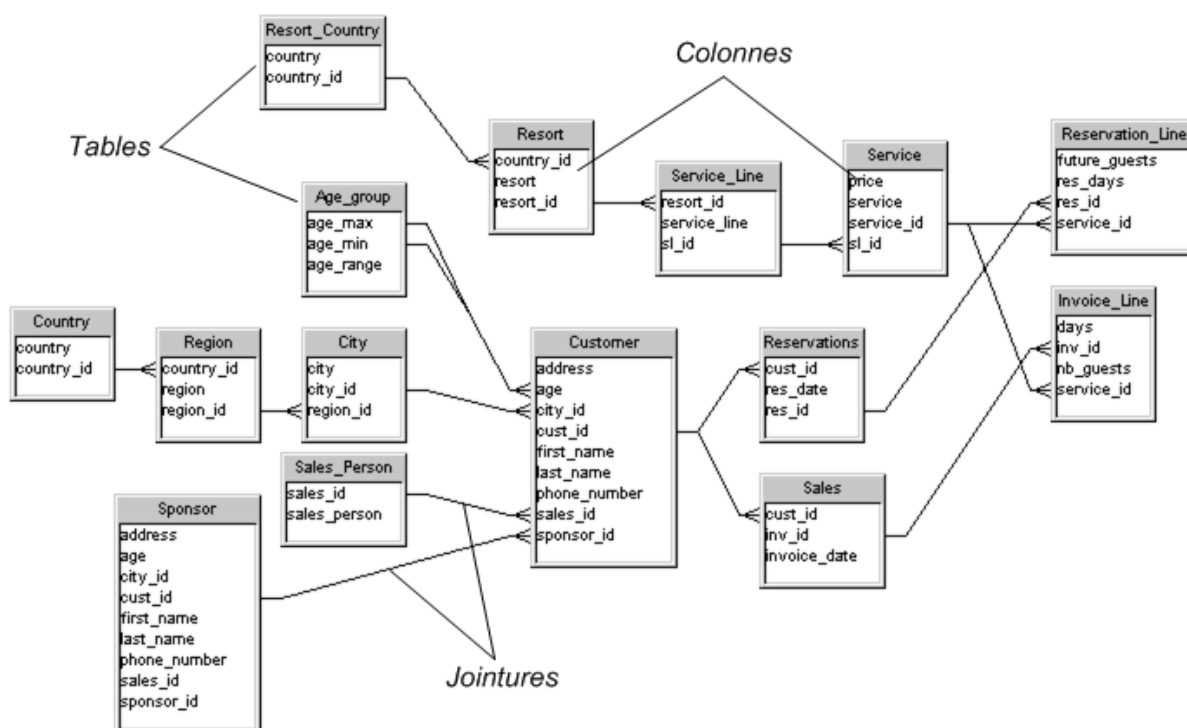 Resort_Country
country
country_id
Colonnes
Tables
Resort
country_id
resort
resort_id
Service_Line
resort_id
service_line
sl_id
Service
price
service
service_id
sl_id
Reservation_Line
future_guests
res_days
res_id
service_id
Age_group
age_max
age_min
age_range
Country
country
country_id
Region
country_id
region
region_id
City
city
city_id
region_id
Customer
address
age
city_id
cust_id
first_name
last_name
phone_number
sales_id
sponsor_id
Reservations
cust_id
res_date
res_id
Invoice_Line
days
inv_id
nb_guests
service_id
Sales_Person
sales_id
sales_person
Sales
cust_id
inv_id
invoice_date
Sponsor
address
age
city_id
cust_id
first_name
last_name
phone_number
sales_id
sponsor_id
Jointures